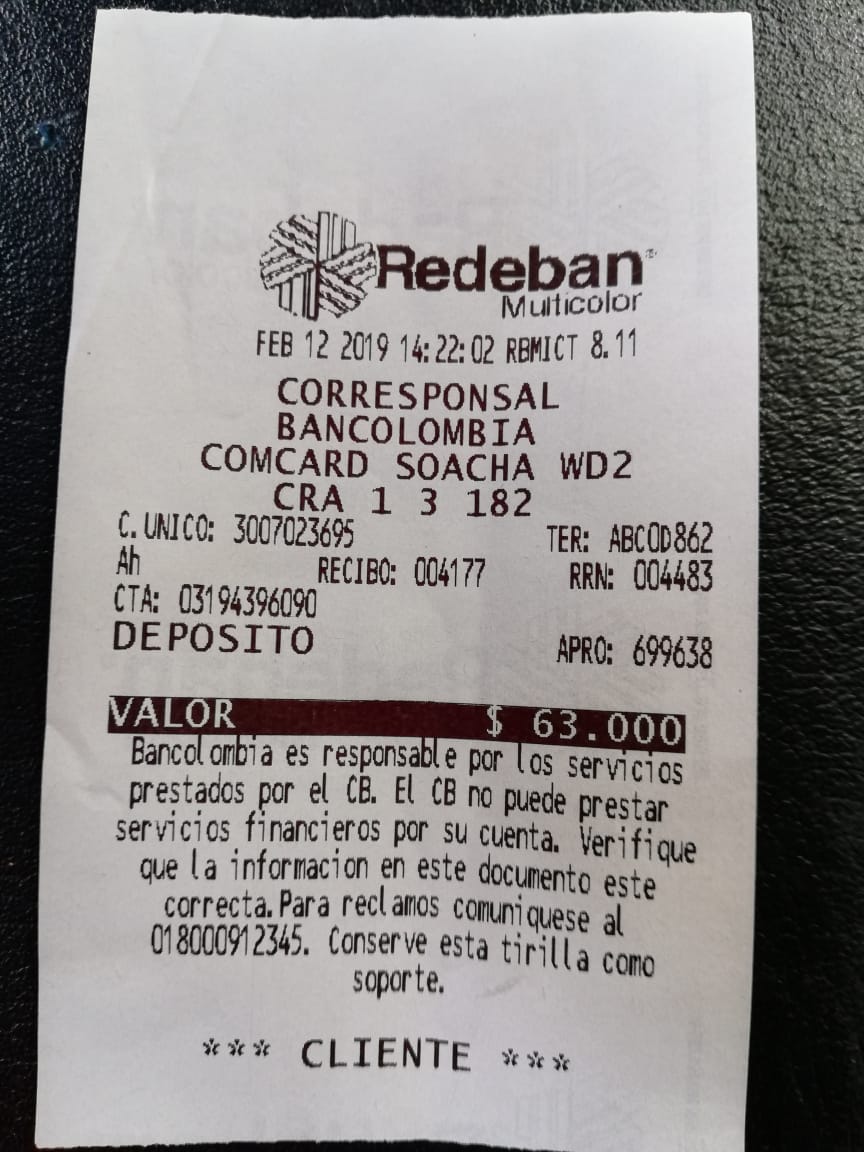 Redeban®
Multicolor
FEB 12 2019 14:22:02 RBMICT 8.11
CORRESPONSAL
BANCOLOMBIA
COMCARD SOACHA WD2
CRA 1 3 182
C. UNICO: 3007023695 TER: ABCOD862
Ah RECIBO: 004177 RRN: 004483
CTA: 03194396090
DEPOSITO APRO: 699638
VALOR $ 63.000
Bancolombia es responsable por los servicios
prestados por el CB. El CB no puede prestar
servicios financieros por su cuenta. Verifique
que la informacion en este documento este
correcta. Para reclamos comuniquese al
018000912345. Conserve esta tirilla como
soporte.
*** CLIENTE ***